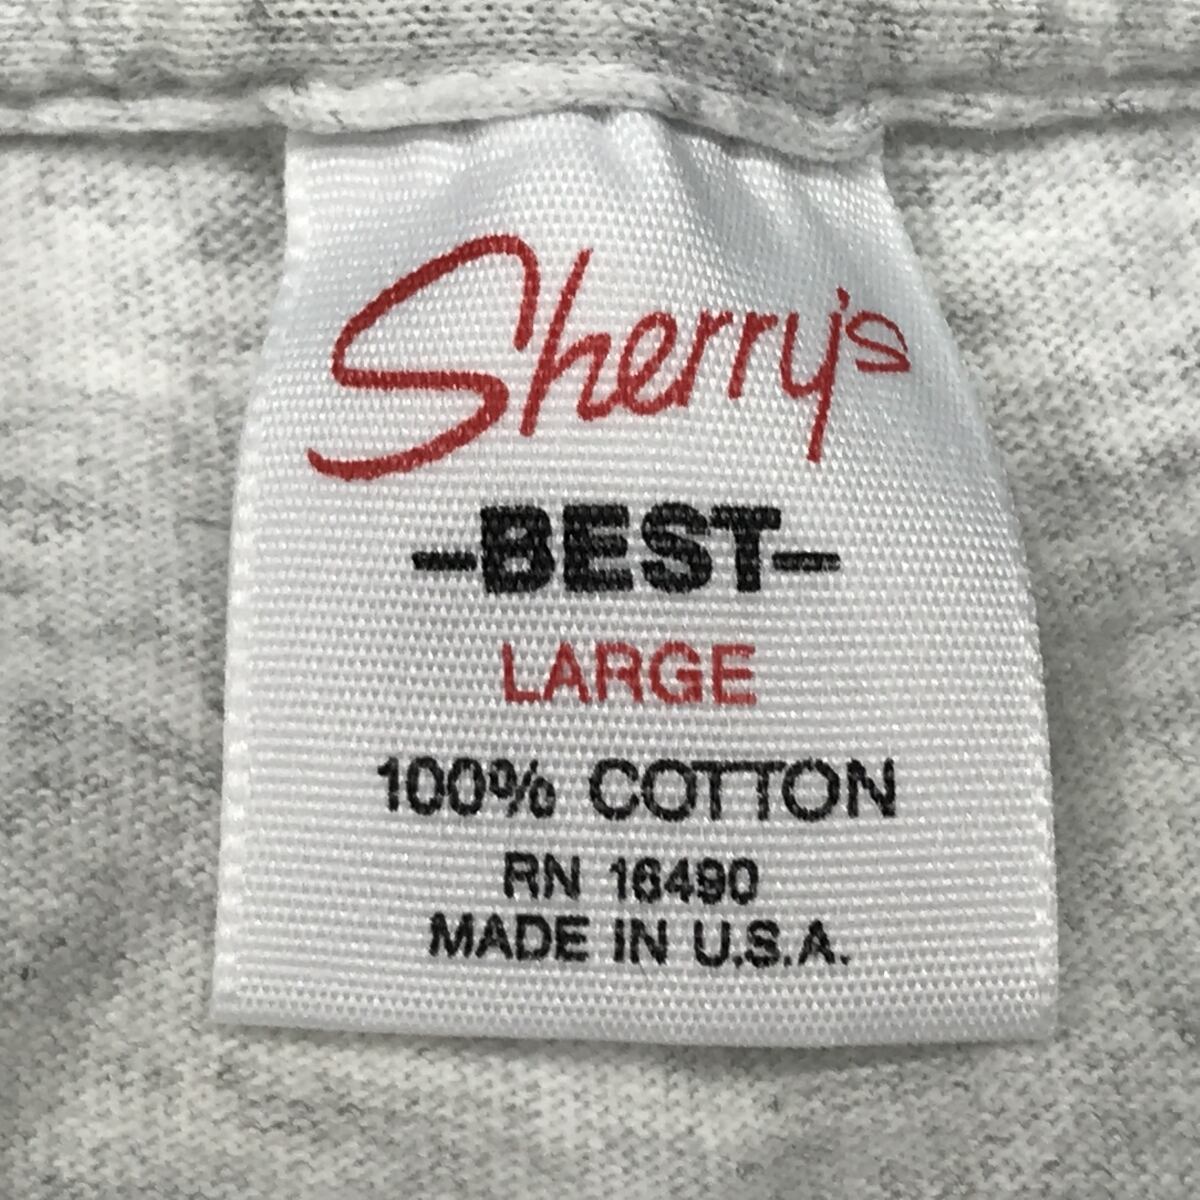 Sherry's
-BEST-
LARGE
100% COTTON
RN 16490
MADE IN U.S.A.